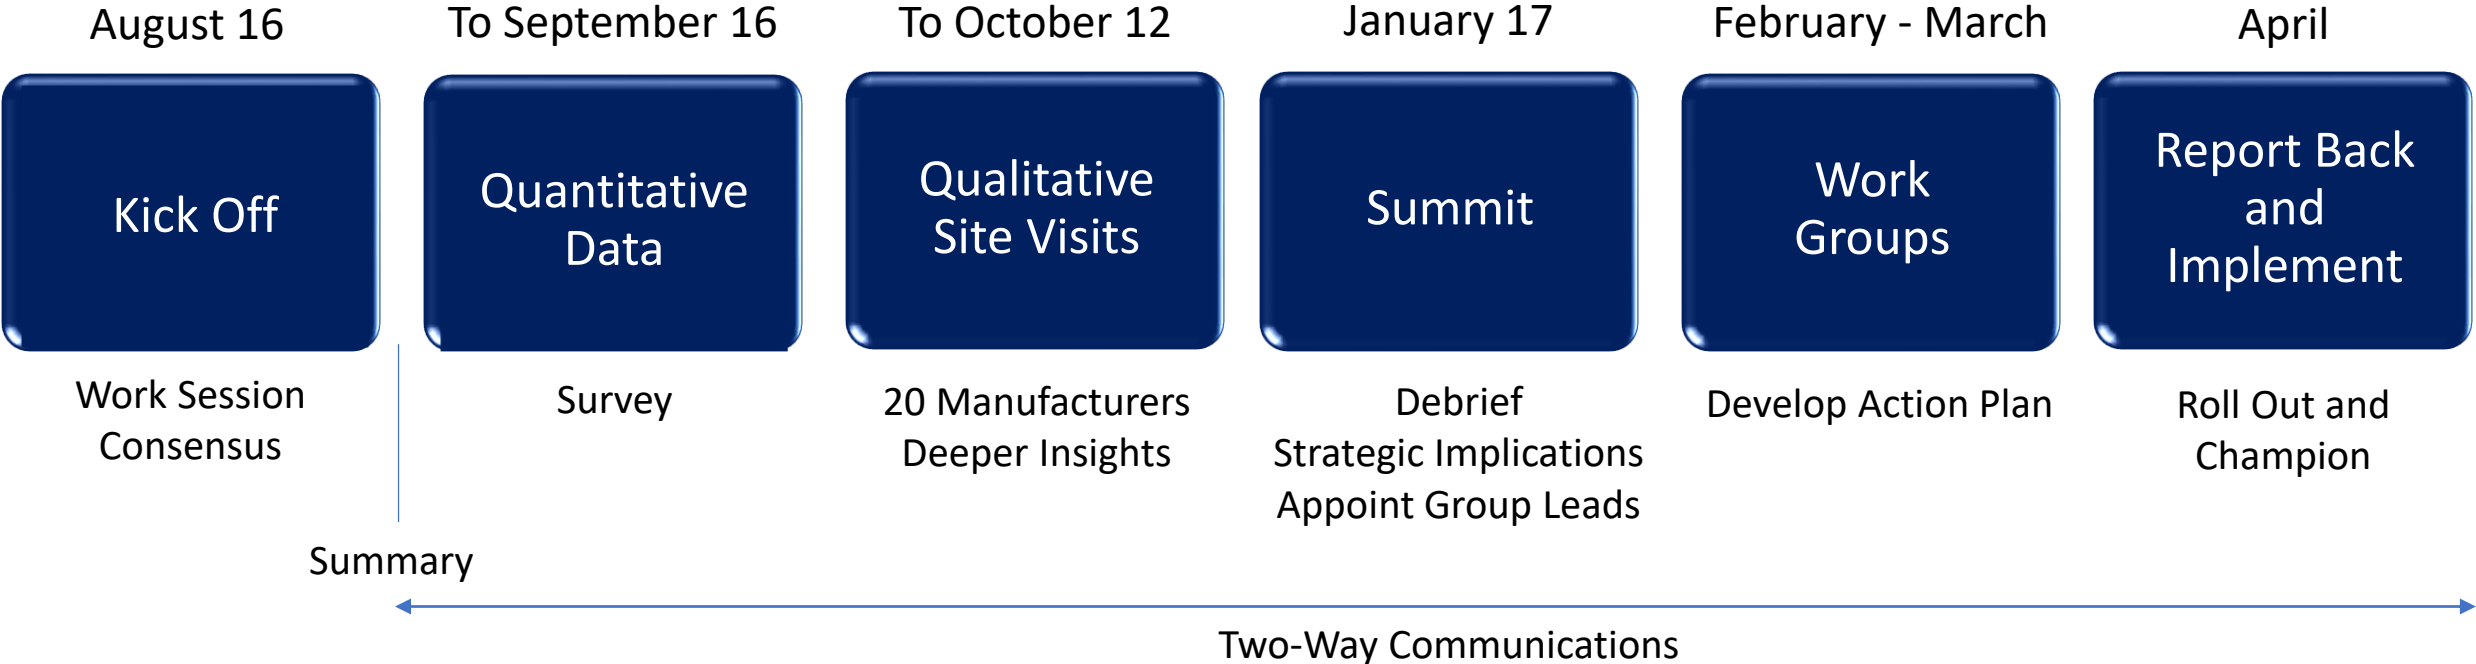 August 16
To September 16
To October 12
January 17
February - March
April
Kick Off
Quantitative
Data
Qualitative
Site Visits
Summit
Work
Groups
Report Back
and
Implement
Work Session
Consensus
Survey
20 Manufacturers
Deeper Insights
Debrief
Strategic Implications
Appoint Group Leads
Develop Action Plan
Roll Out and
Champion
Summary
Two-Way Communications